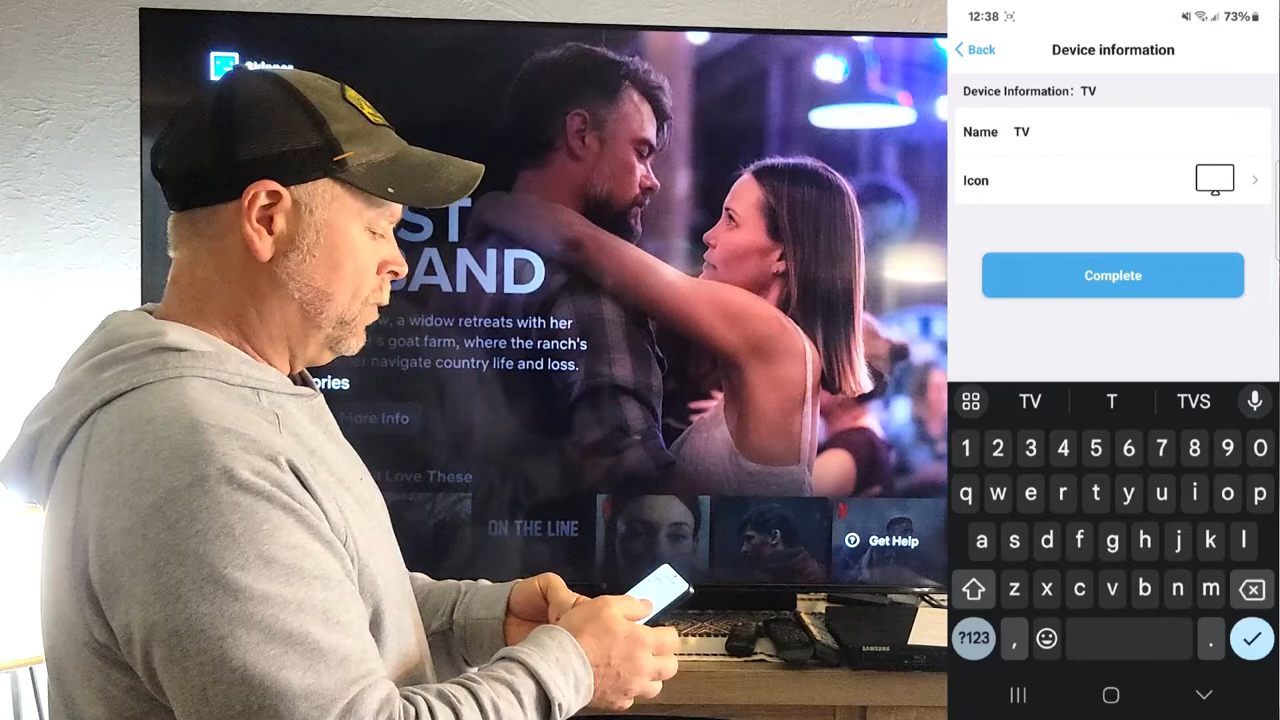 ST
AND
, a widow retreats with her
's goat farm, where the ranch's
navigate country life and loss.
ories
More Info
Love These
ON THE LINE
Get Help
SAMSUNG
12:38
73%
Back
Device information
Device Information: TV
Name TV
Icon
Complete
TV T TVS
1 2 3 4 5 6 7 8 9 0
q w e r t y u i o p
a s d f g h j k l
z x c v b n m
?123 , .